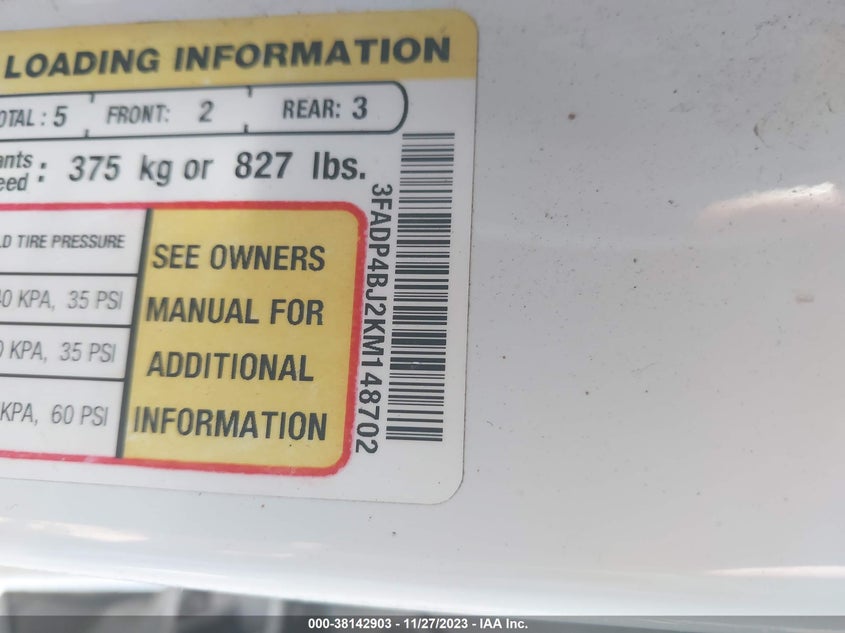 LOADING INFORMATION
OTAL : 5 FRONT: 2 REAR: 3
ants
eed : 375 kg or 827 lbs.
LD TIRE PRESSURE
40 KPA, 35 PSI
0 KPA, 35 PSI
KPA, 60 PSI
SEE OWNERS
MANUAL FOR
ADDITIONAL
INFORMATION
3FADP4BJ2KM148702
000-38142903 - 11/27/2023 - IAA Inc.